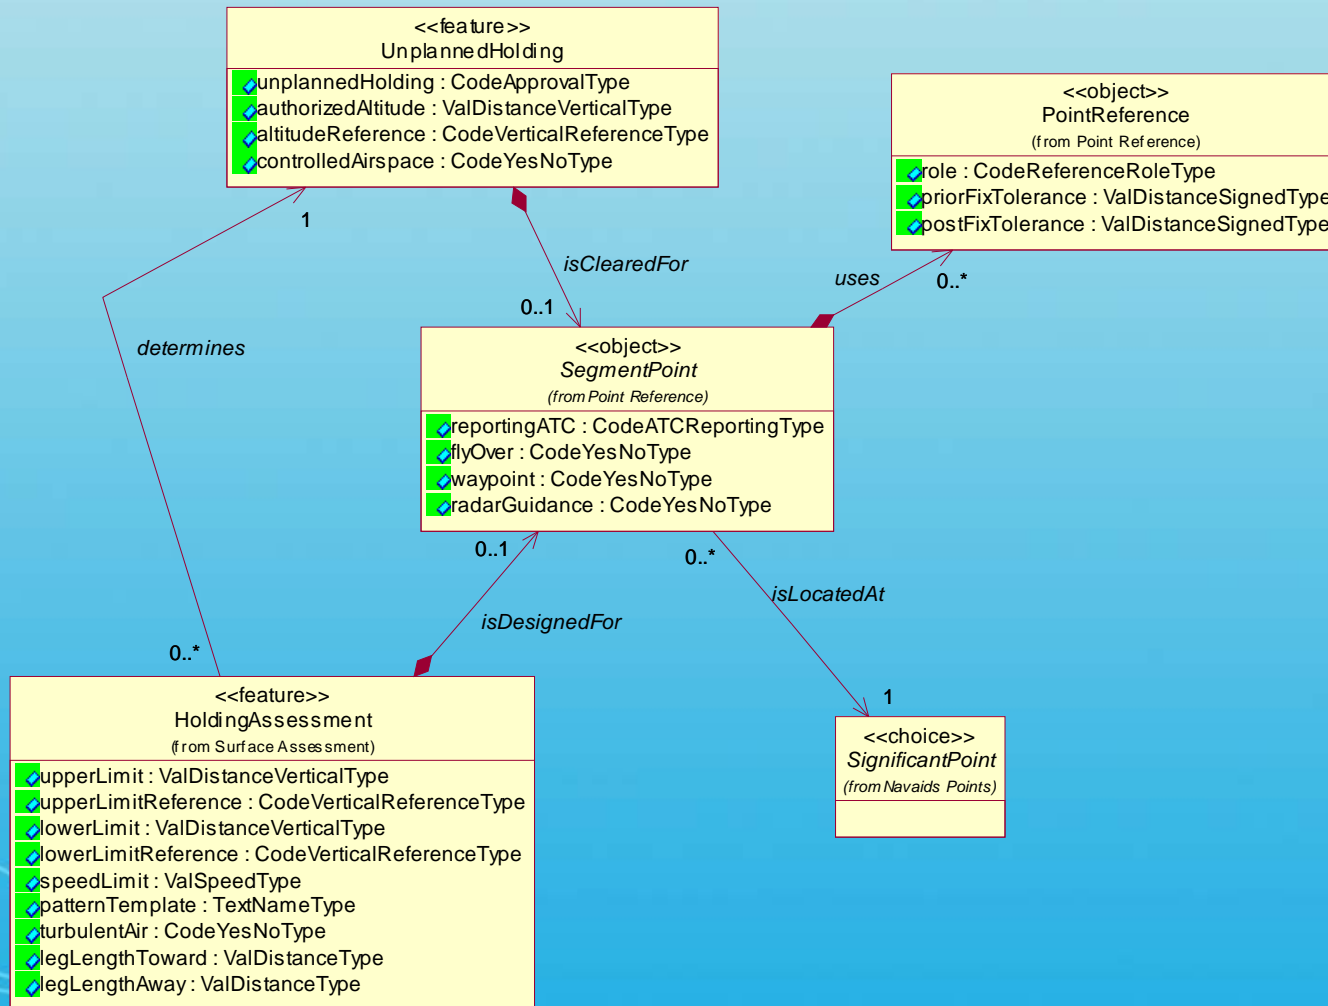 <<feature>>
UnplannedHolding
unplannedHolding : CodeApprovalType
authorizedAltitude : ValDistanceVerticalType
altitudeReference : CodeVerticalReferenceType
controlledAirspace : CodeYesNoType
<<object>>
PointReference
(from Point Reference)
role : CodeReferenceRoleType
priorFixTolerance : ValDistanceSignedType
postFixTolerance : ValDistanceSignedType
1
isClearedFor
uses
0..*
0..1
determines
<<object>>
SegmentPoint
(from Point Reference)
reportingATC : CodeATCReportingType
flyOver : CodeYesNoType
waypoint : CodeYesNoType
radarGuidance : CodeYesNoType
0..1
0..*
isLocatedAt
isDesignedFor
0..*
1
<<feature>>
HoldingAssessment
(from Surface Assessment)
upperLimit : ValDistanceVerticalType
upperLimitReference : CodeVerticalReferenceType
lowerLimit : ValDistanceVerticalType
lowerLimitReference : CodeVerticalReferenceType
speedLimit : ValSpeedType
patternTemplate : TextNameType
turbulentAir : CodeYesNoType
legLengthToward : ValDistanceType
legLengthAway : ValDistanceType
<<choice>>
SignificantPoint
(from Navaids Points)